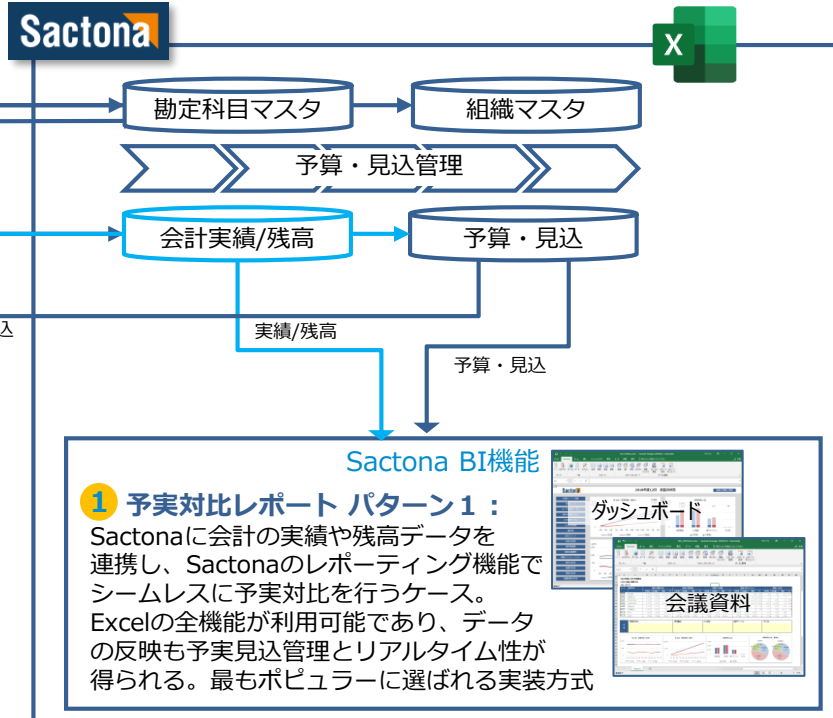 Sactona
X
勘定科目マスタ
組織マスタ
予算・見込管理
会計実績/残高
予算・見込
込
実績/残高
予算・見込
Sactona BI機能
1 予実対比レポート パターン１：
Sactonaに会計の実績や残高データを
連携し、Sactonaのレポーティング機能で
シームレスに予実対比を行うケース。
Excelの全機能が利用可能であり、データ
の反映も予実見込管理とリアルタイム性が
得られる。最もポピュラーに選ばれる実装方式
Sactona
ダッシュボード
会議資料